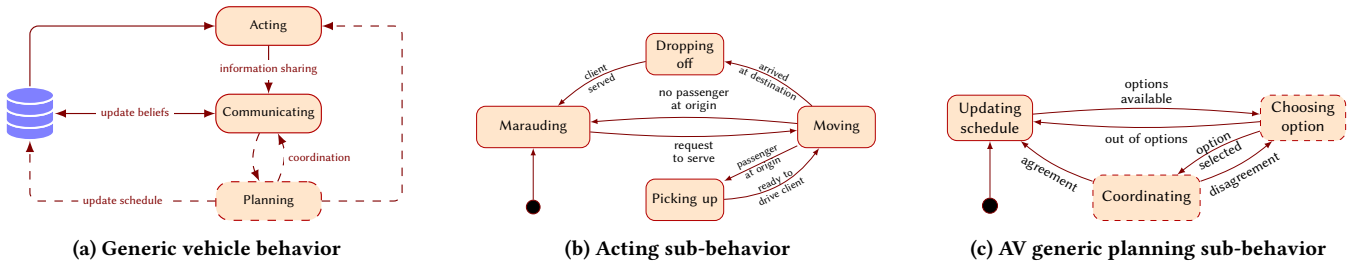 Acting
information sharing
update beliefs
Communicating
coordination
update schedule
Planning
(a) Generic vehicle behavior
Dropping
off
client
served
arrived
at destination
no passenger
at origin
Marauding
Moving
request
to serve
passenger
at origin
ready to
drive client
Picking up
(b) Acting sub-behavior
options
available
Updating
schedule
Choosing
option
out of options
option
selected
agreement
disagreement
Coordinating
(c) AV generic planning sub-behavior